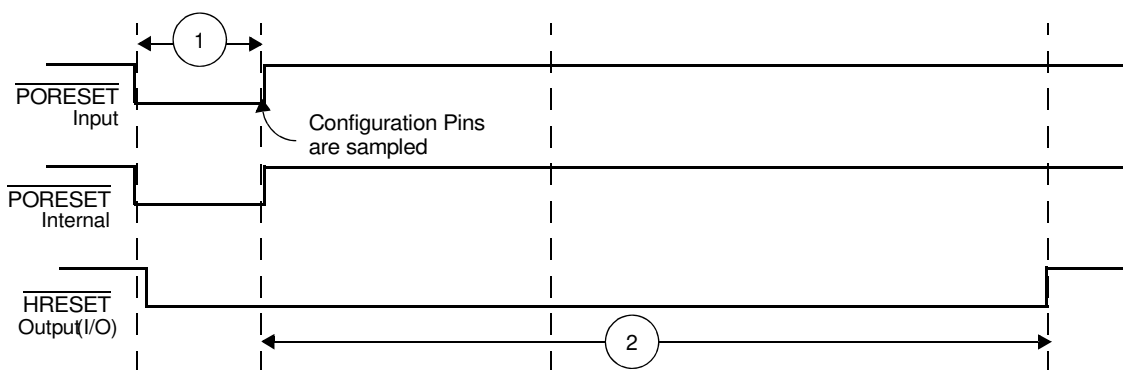 1
PORESET
Input
Configuration Pins
are sampled
PORESET
Internal
HRESET
Output(I/O)
2